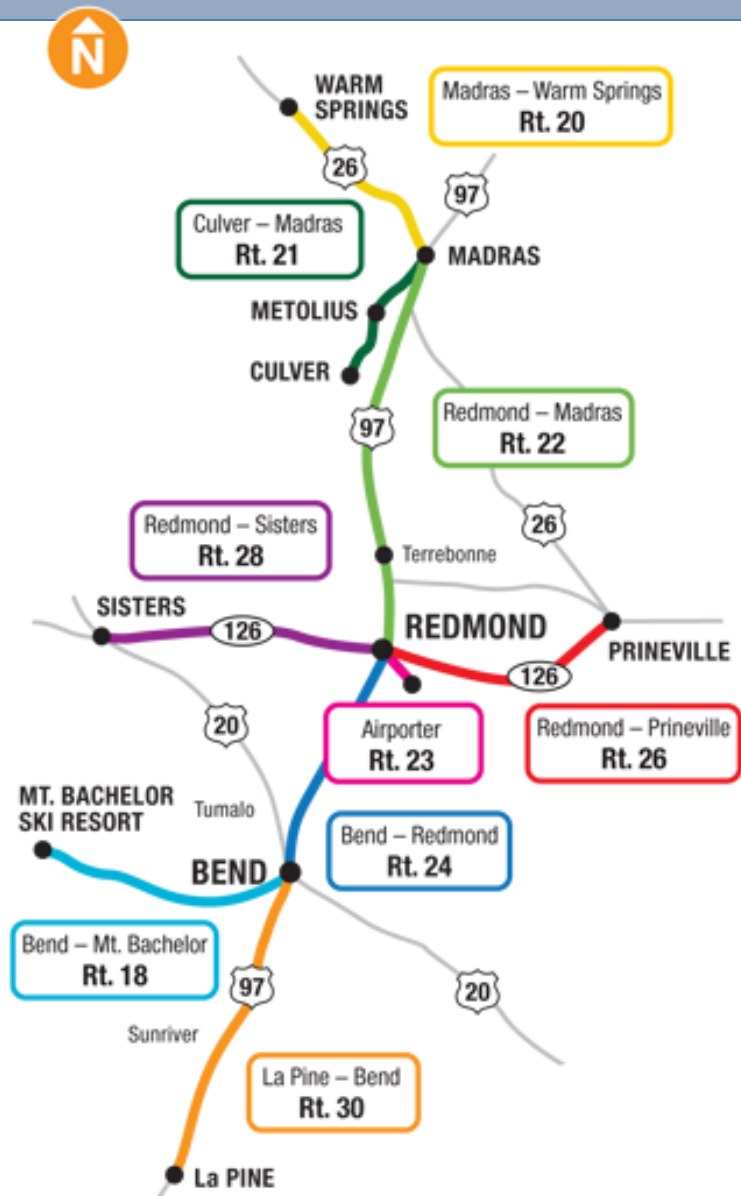 N
WARM
SPRINGS
Madras – Warm Springs
Rt. 20
26
97
Culver – Madras
Rt. 21
MADRAS
METOLIUS
CULVER
97
Redmond – Madras
Rt. 22
Redmond – Sisters
Rt. 28
26
Terrebonne
SISTERS
126
REDMOND
PRINEVILLE
126
20
Airporter
Rt. 23
Redmond – Prineville
Rt. 26
MT. BACHELOR
SKI RESORT
Tumalo
Bend – Redmond
Rt. 24
BEND
Bend – Mt. Bachelor
Rt. 18
97
20
Sunriver
La Pine – Bend
Rt. 30
La PINE